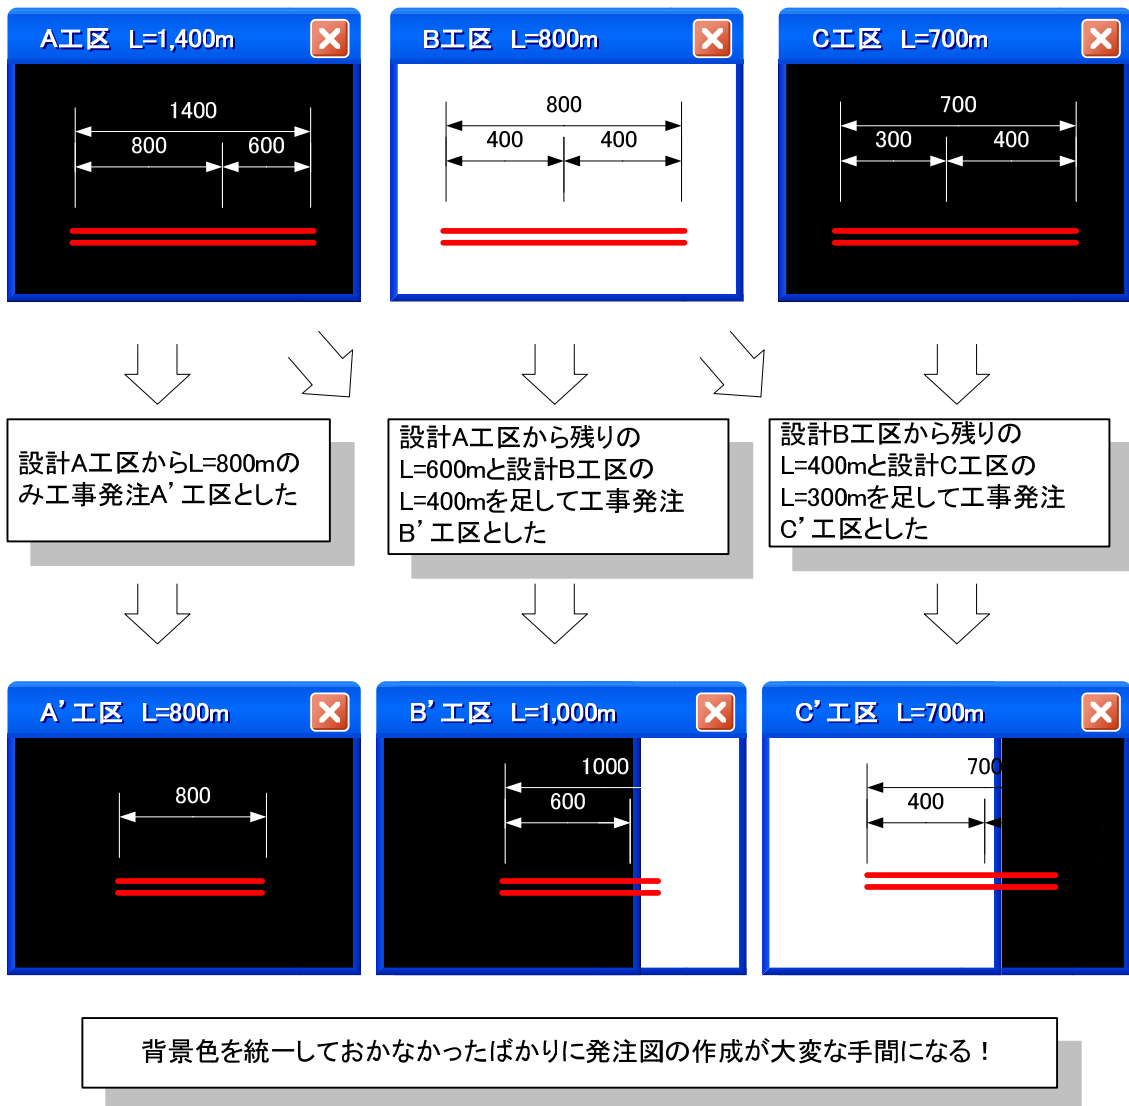 A工区 L=1,400m
B工区 L=800m
C工区 L=700m
1400
800 600
800
400 400
700
300 400
設計A工区からL=800mの
み工事発注A’工区とした
設計A工区から残りの
L=600mと設計B工区の
L=400mを足して工事発注
B’工区とした
設計B工区から残りの
L=400mと設計C工区の
L=300mを足して工事発注
C’工区とした
A’工区 L=800m
B’工区 L=1,000m
C’工区 L=700m
800
1000
600
700
400
背景色を統一しておかなかったばかりに発注図の作成が大変な手間になる！